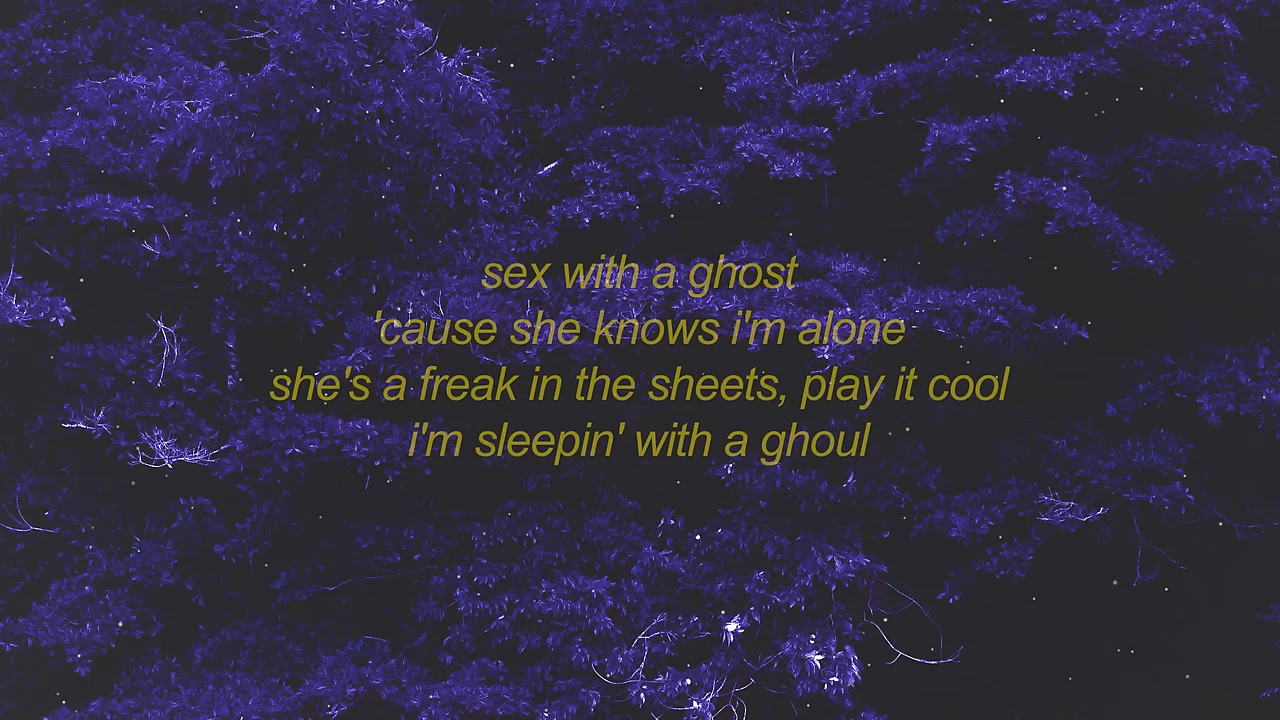 sex with a ghost
'cause she knows i'm alone
she's a freak in the sheets, play it cool
i'm sleepin' with a ghoul